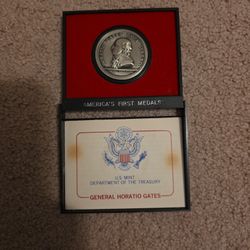 AMERICA'S FIRST MEDALS
U.S. MINT
DEPARTMENT OF THE TREASURY
GENERAL HORATIO GATES